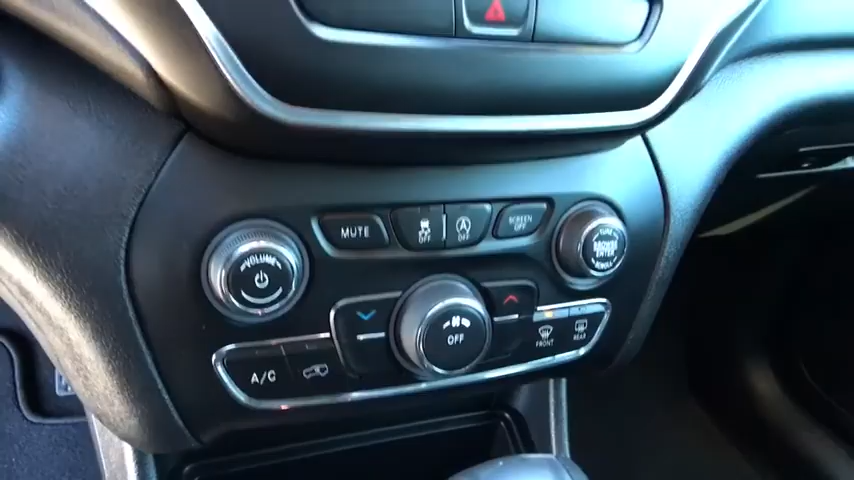 MUTE
OFF
A
OFF
SCREEN
OFF
VOLUME
TUNE
BROWSE
ENTER
SCROLL
OFF
A/C
FRONT
REAR